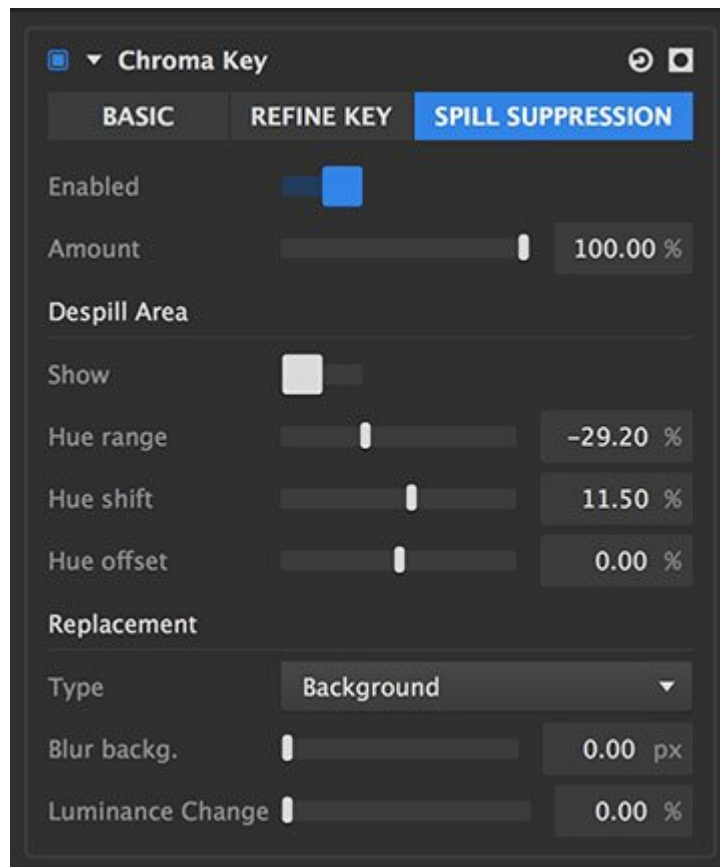 Chroma Key
BASIC REFINE KEY SPILL SUPPRESSION
Enabled
Amount 100.00 %
Despill Area
Show
Hue range -29.20 %
Hue shift 11.50 %
Hue offset 0.00 %
Replacement
Type Background
Blur backg. 0.00 px
Luminance Change 0.00 %